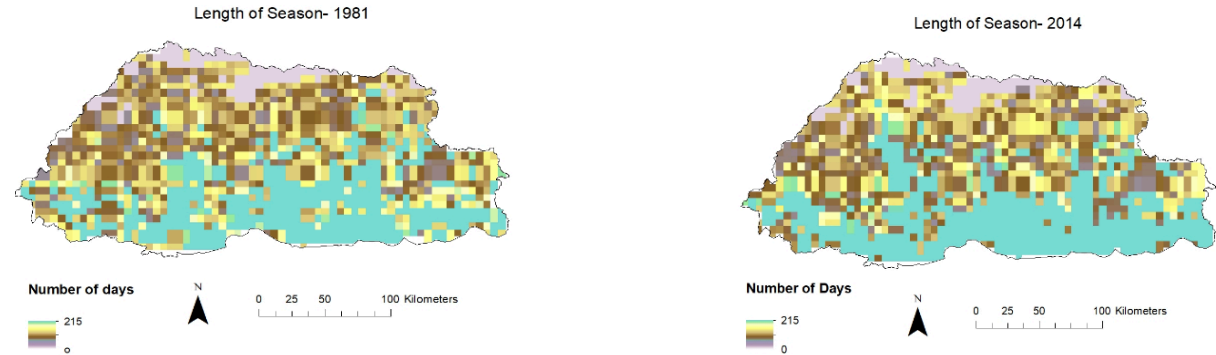 Length of Season- 1981
Number of days
215
0
N
0 25 50 100 Kilometers
Length of Season- 2014
Number of Days
215
0
N
0 25 50 100 Kilometers